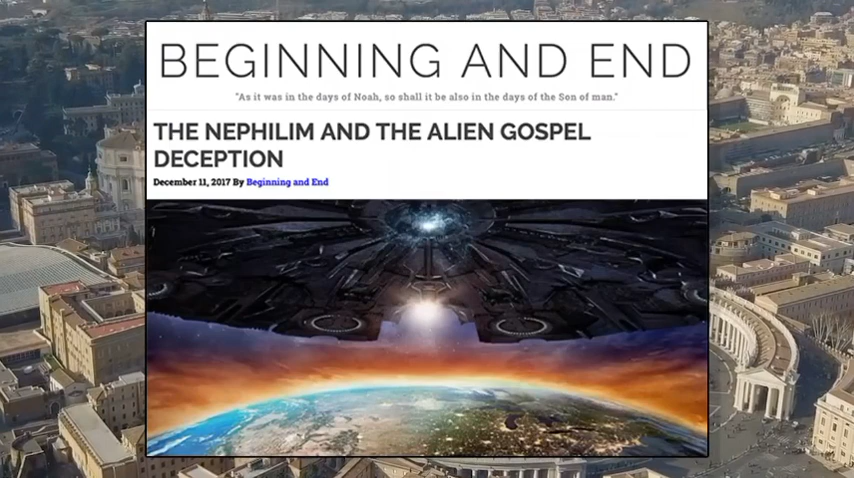 BEGINNING AND END
"As it was in the days of Noah, so shall it be also in the days of the Son of man."
THE NEPHILIM AND THE ALIEN GOSPEL
DECEPTION
December 11, 2017 By Beginning and End